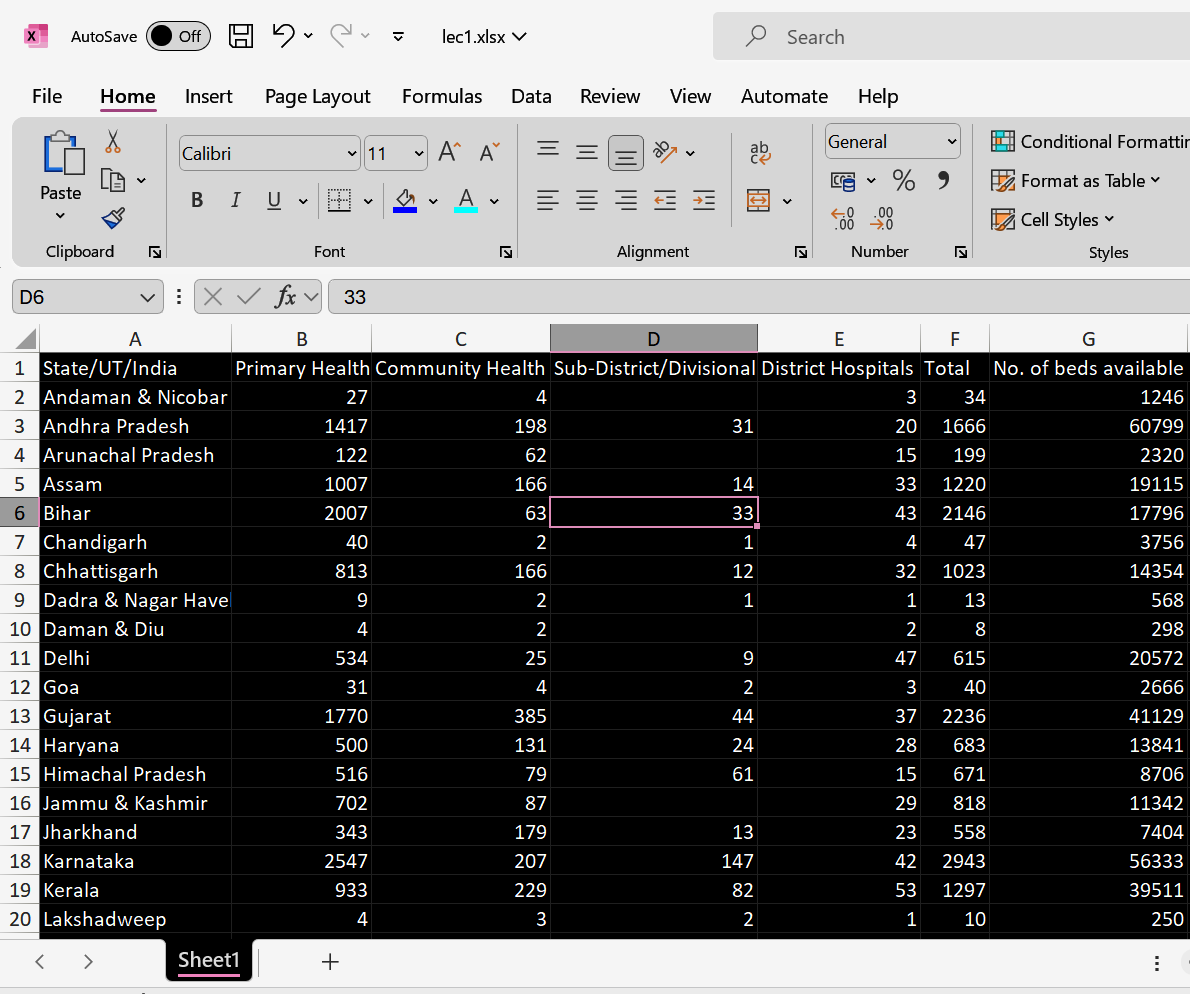 AutoSave Off lec1.xlsx Search
File Home Insert Page Layout Formulas Data Review View Automate Help
Paste
Clipboard
Calibri 11
B I U
Font
ab
Alignment
General
% 
Number
Conditional Formattin
Format as Table
Cell Styles
Styles
D6 fx 33
A B C D E F G
1 State/UT/India Primary Health Community Health Sub-District/Divisional District Hospitals Total No. of beds available
2 Andaman & Nicobar 27 4 3 34 1246
3 Andhra Pradesh 1417 198 31 20 1666 60799
4 Arunachal Pradesh 122 62 15 199 2320
5 Assam 1007 166 14 33 1220 19115
6 Bihar 2007 63 33 43 2146 17796
7 Chandigarh 40 2 1 4 47 3756
8 Chhattisgarh 813 166 12 32 1023 14354
9 Dadra & Nagar Have 9 2 1 1 13 568
10 Daman & Diu 4 2 2 8 298
11 Delhi 534 25 9 47 615 20572
12 Goa 31 4 2 3 40 2666
13 Gujarat 1770 385 44 37 2236 41129
14 Haryana 500 131 24 28 683 13841
15 Himachal Pradesh 516 79 61 15 671 8706
16 Jammu & Kashmir 702 87 29 818 11342
17 Jharkhand 343 179 13 23 558 7404
18 Karnataka 2547 207 147 42 2943 56333
19 Kerala 933 229 82 53 1297 39511
20 Lakshadweep 4 3 2 1 10 250
Sheet1